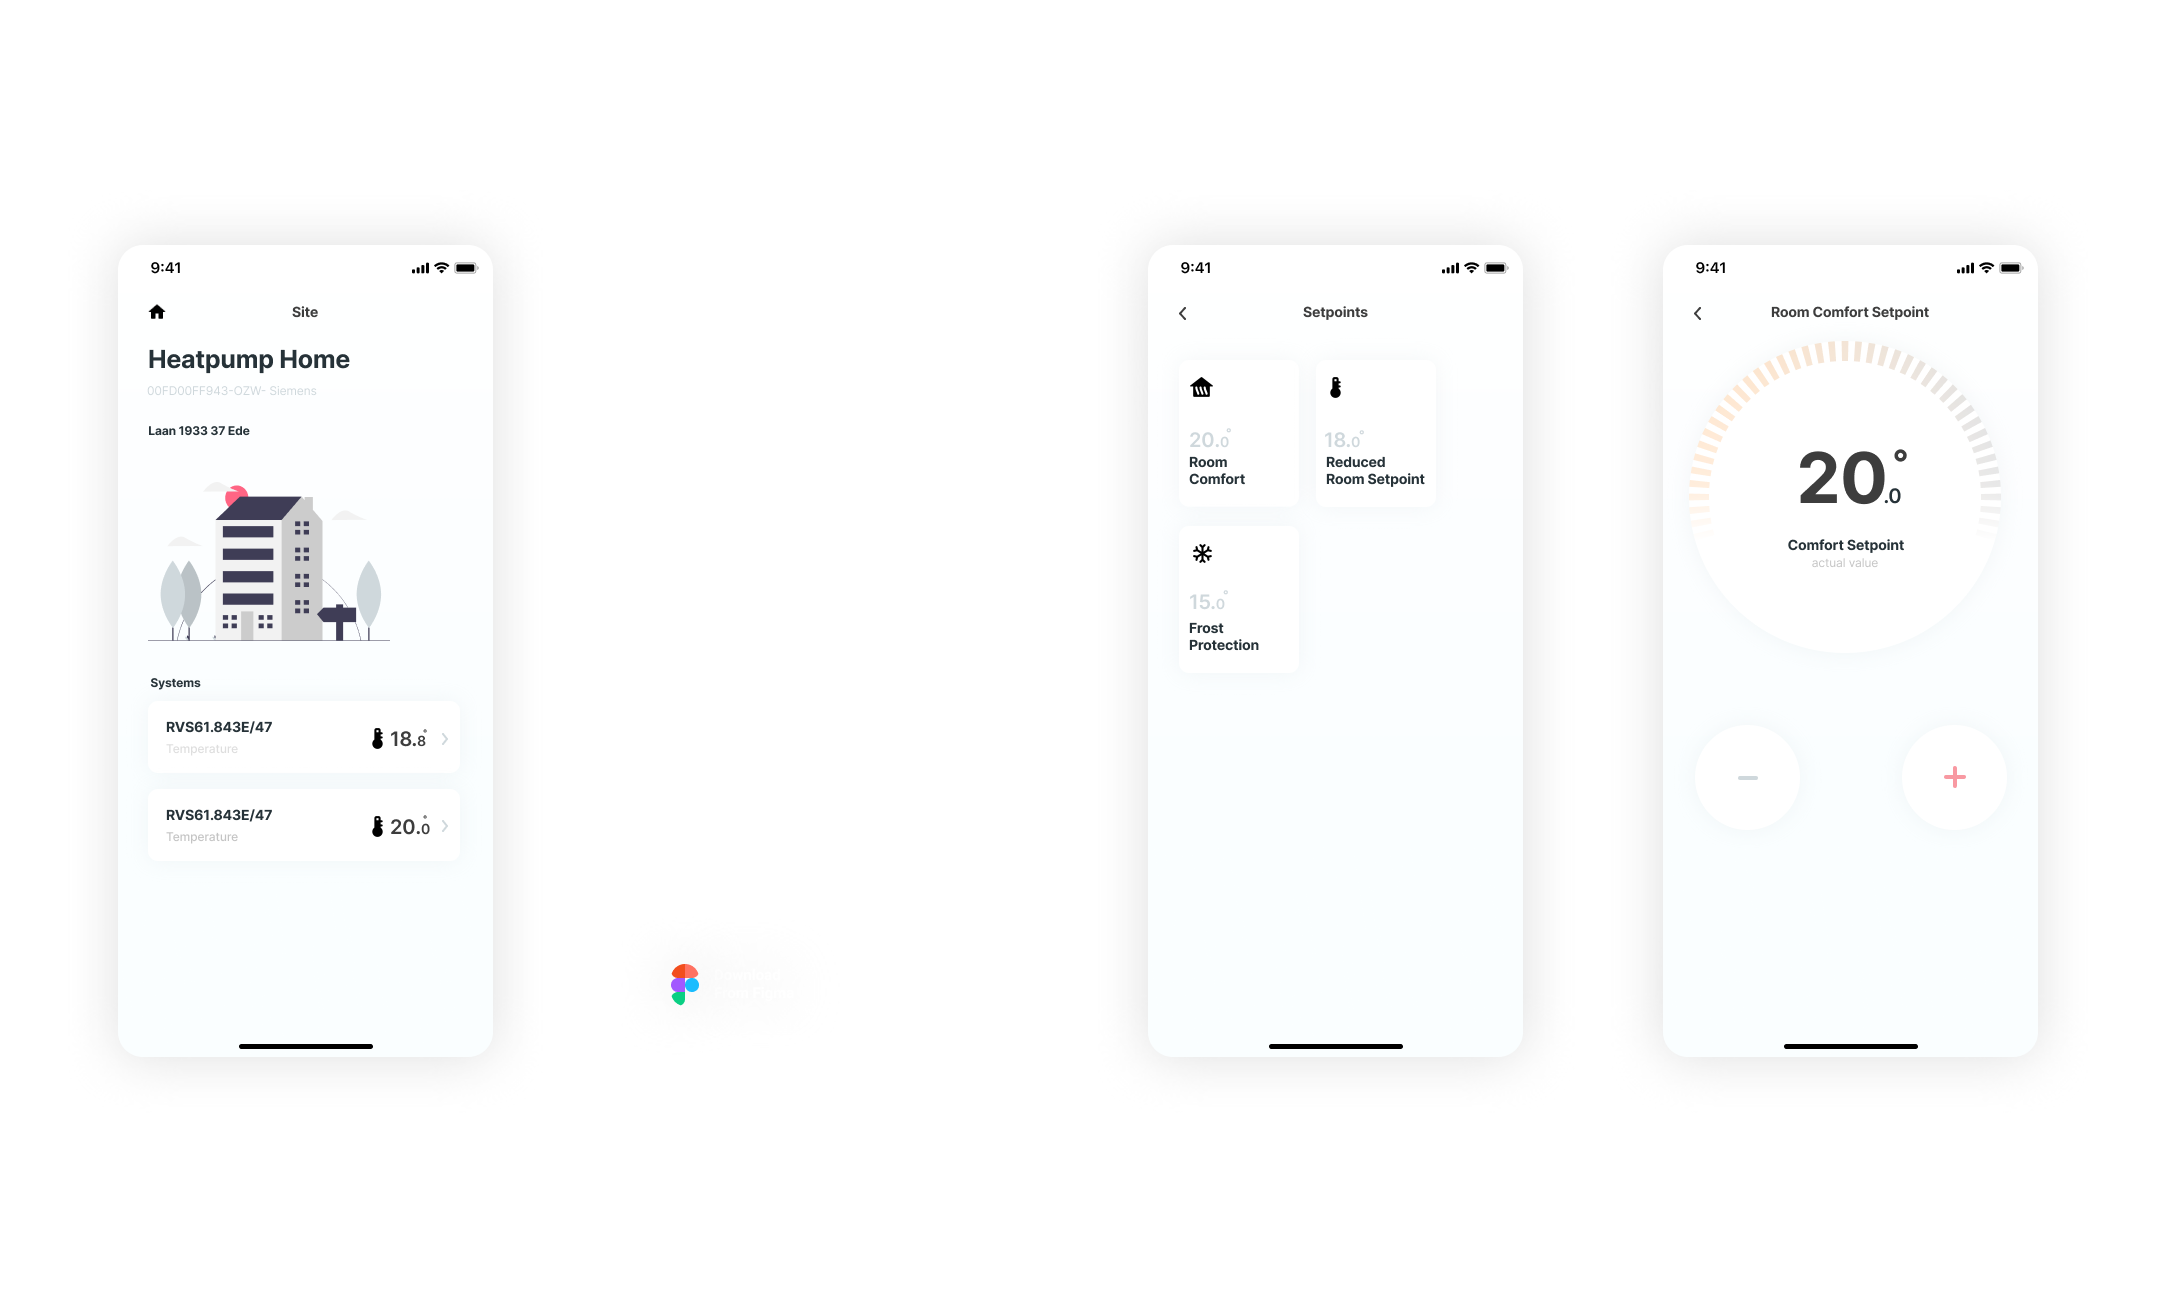 9:41
Site
Heatpump Home
00FD00FF943-OZW- Siemens
Laan 1933 37 Ede
Systems
RVS61.843E/47
Temperature
18.8°
RVS61.843E/47
Temperature
20.0°
9:41
Setpoints
20.0°
Room
Comfort
18.0°
Reduced
Room Setpoint
15.0°
Frost
Protection
9:41
Room Comfort Setpoint
20.0°
Comfort Setpoint
actual value